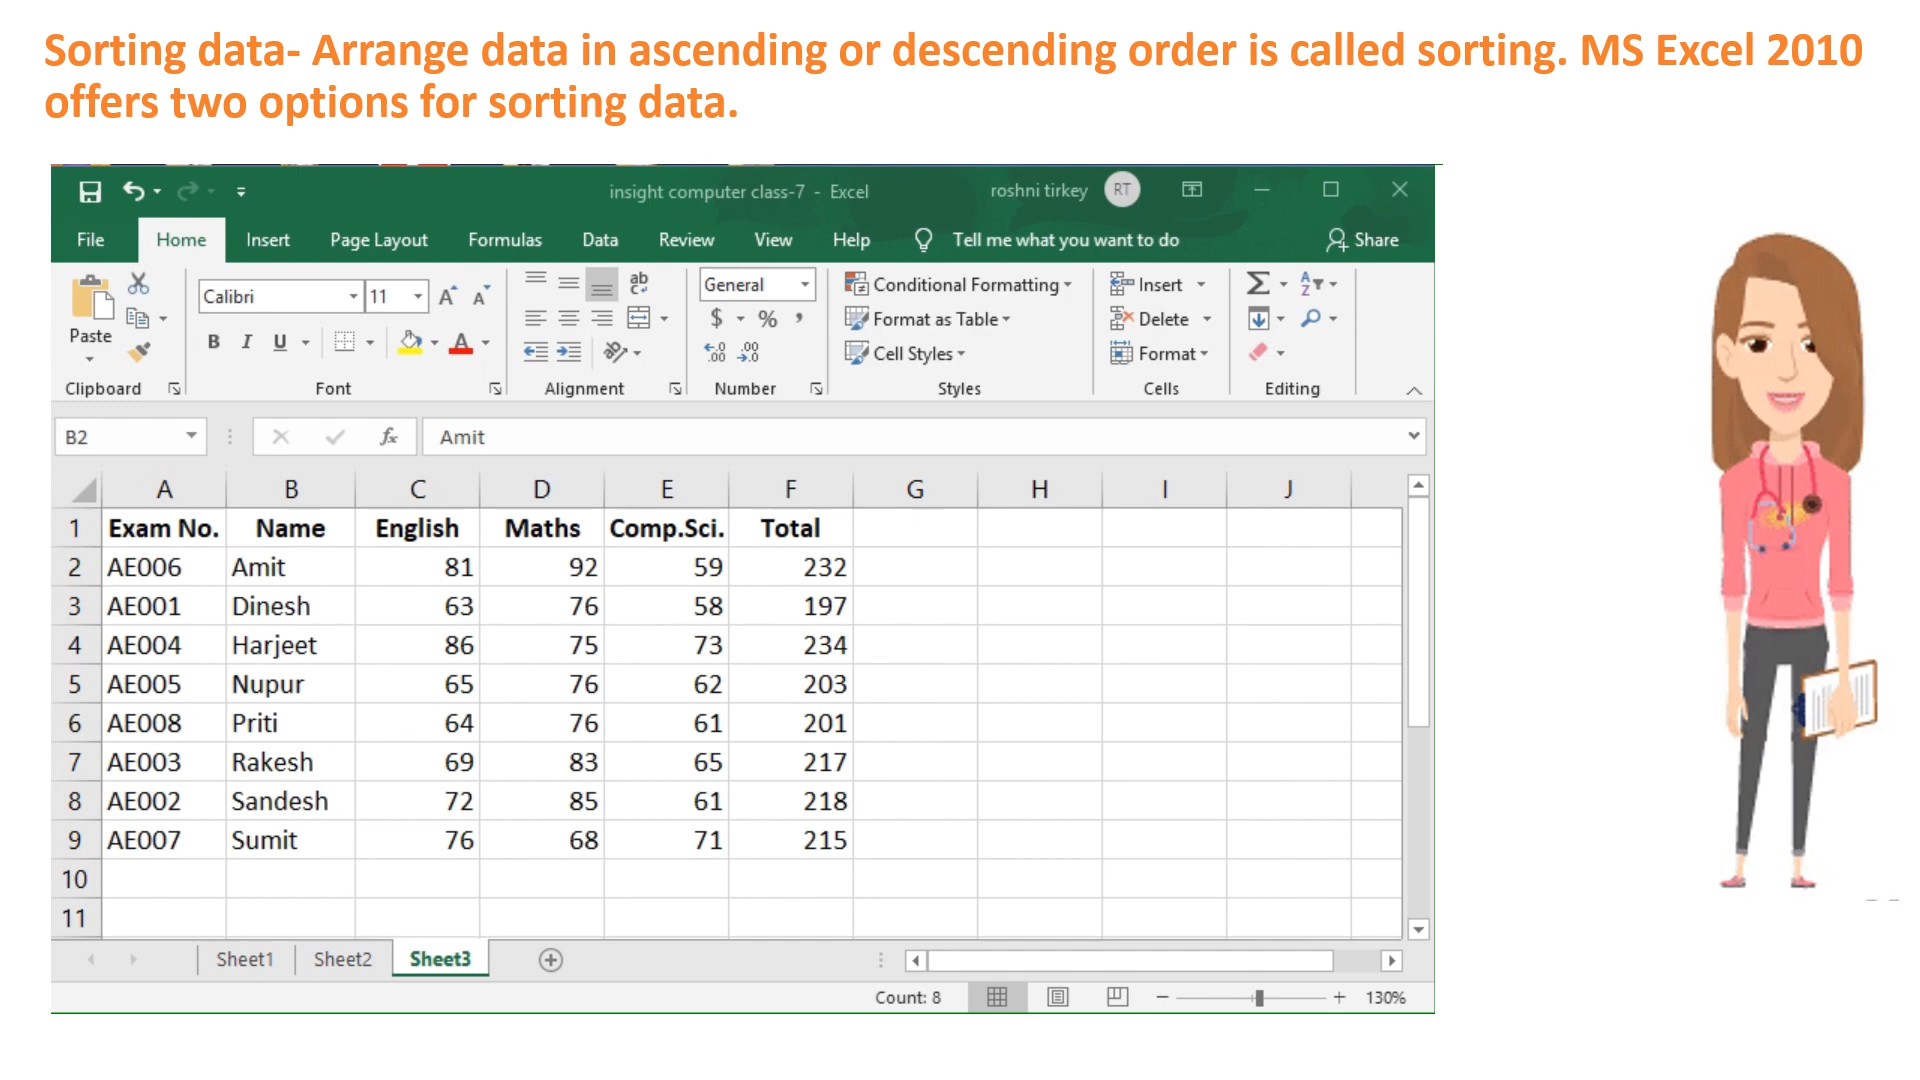 Sorting data- Arrange data in ascending or descending order is called sorting. MS Excel 2010
offers two options for sorting data.
insight computer class-7 - Excel
roshni tirkey RT
File Home Insert Page Layout Formulas Data Review View Help Tell me what you want to do Share
Paste
Clipboard
Calibri 11
B I U
Font
Alignment
General
$ % ,
Number
Conditional Formatting
Format as Table
Cell Styles
Styles
Insert
Delete
Format
Cells
Editing
B2 fx Amit
A B C D E F G H I J
1 Exam No. Name English Maths Comp.Sci. Total
2 AE006 Amit 81 92 59 232
3 AE001 Dinesh 63 76 58 197
4 AE004 Harjeet 86 75 73 234
5 AE005 Nupur 65 76 62 203
6 AE008 Priti 64 76 61 201
7 AE003 Rakesh 69 83 65 217
8 AE002 Sandesh 72 85 61 218
9 AE007 Sumit 76 68 71 215
10
11
Sheet1 Sheet2 Sheet3
Count: 8 130%